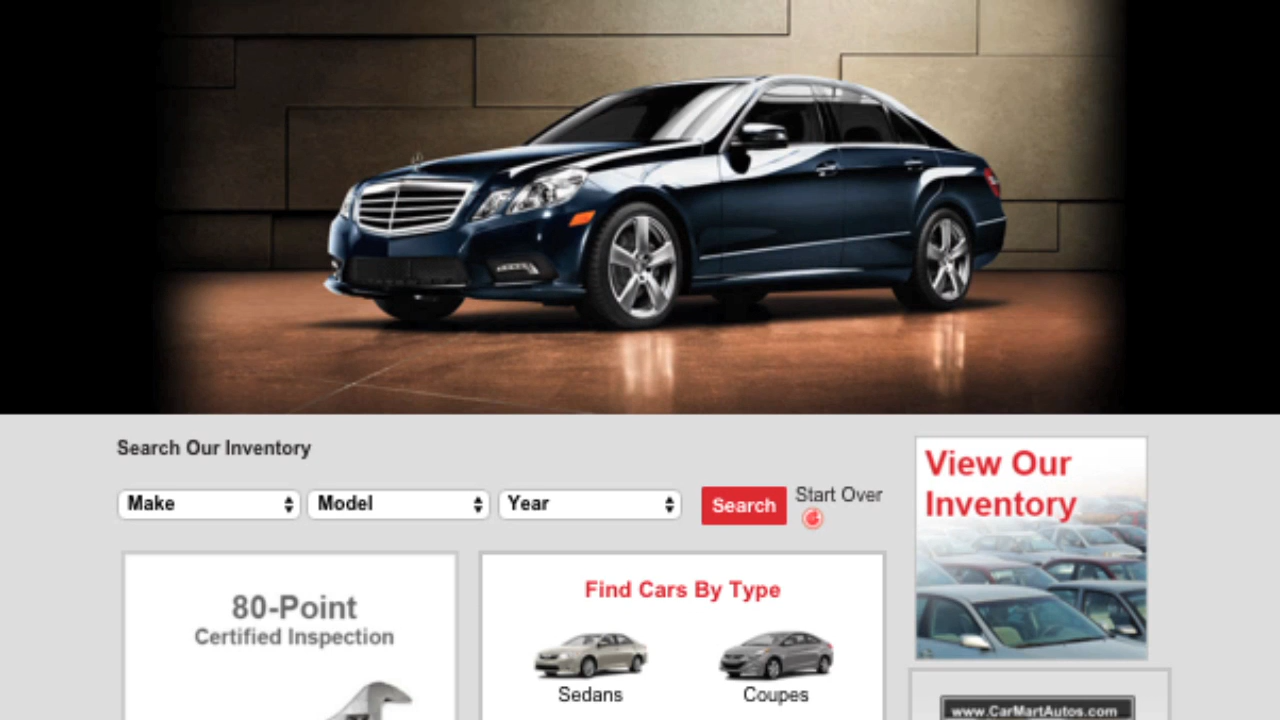 Search Our Inventory
Make
Model
Year
Search
Start Over
View Our
Inventory
80-Point
Certified Inspection
Find Cars By Type
Sedans
Coupes
www.CarMartAutos.com